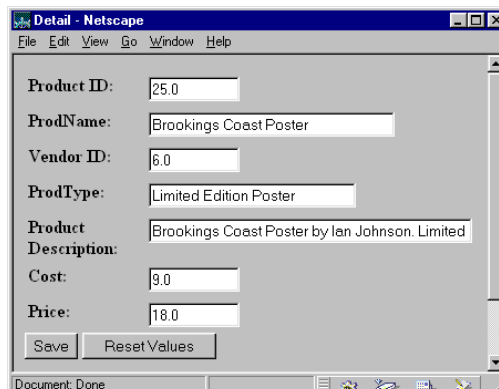 Detail - Netscape
File Edit View Go Window Help
Product ID: 25.0
ProdName: Brookings Coast Poster
Vendor ID: 6.0
ProdType: Limited Edition Poster
Product Description: Brookings Coast Poster by Ian Johnson. Limited
Cost: 9.0
Price: 18.0
Save Reset Values
Document: Done